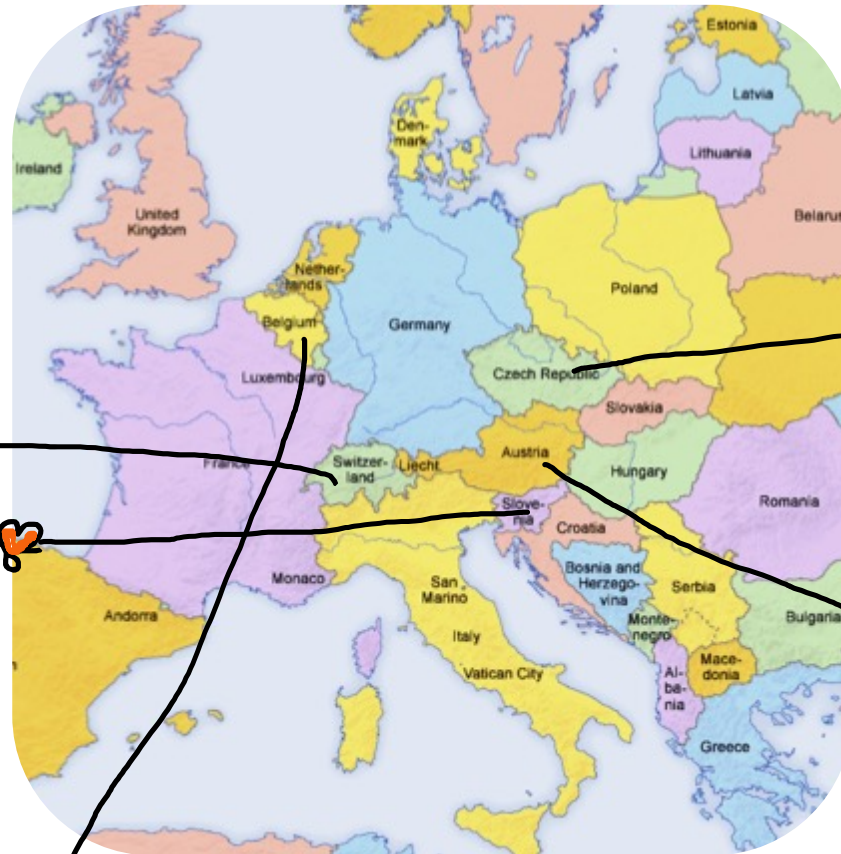 Estonia
Latvia
Den-
mark
Lithuania
Ireland
United
Kingdom
Belarus
Nether-
lands
Poland
Belgium
Germany
Luxembourg
Czech Republic
Slovakia
France
Switzer-
land
Liecht.
Austria
Hungary
Romania
Slove-
nia
Croatia
Bosnia and
Herzego-
vina
Monaco
San
Marino
Serbia
Andorra
Monte-
negro
Bulgaria
Italy
Vatican City
Mace-
donia
Al-
ba-
nia
Greece